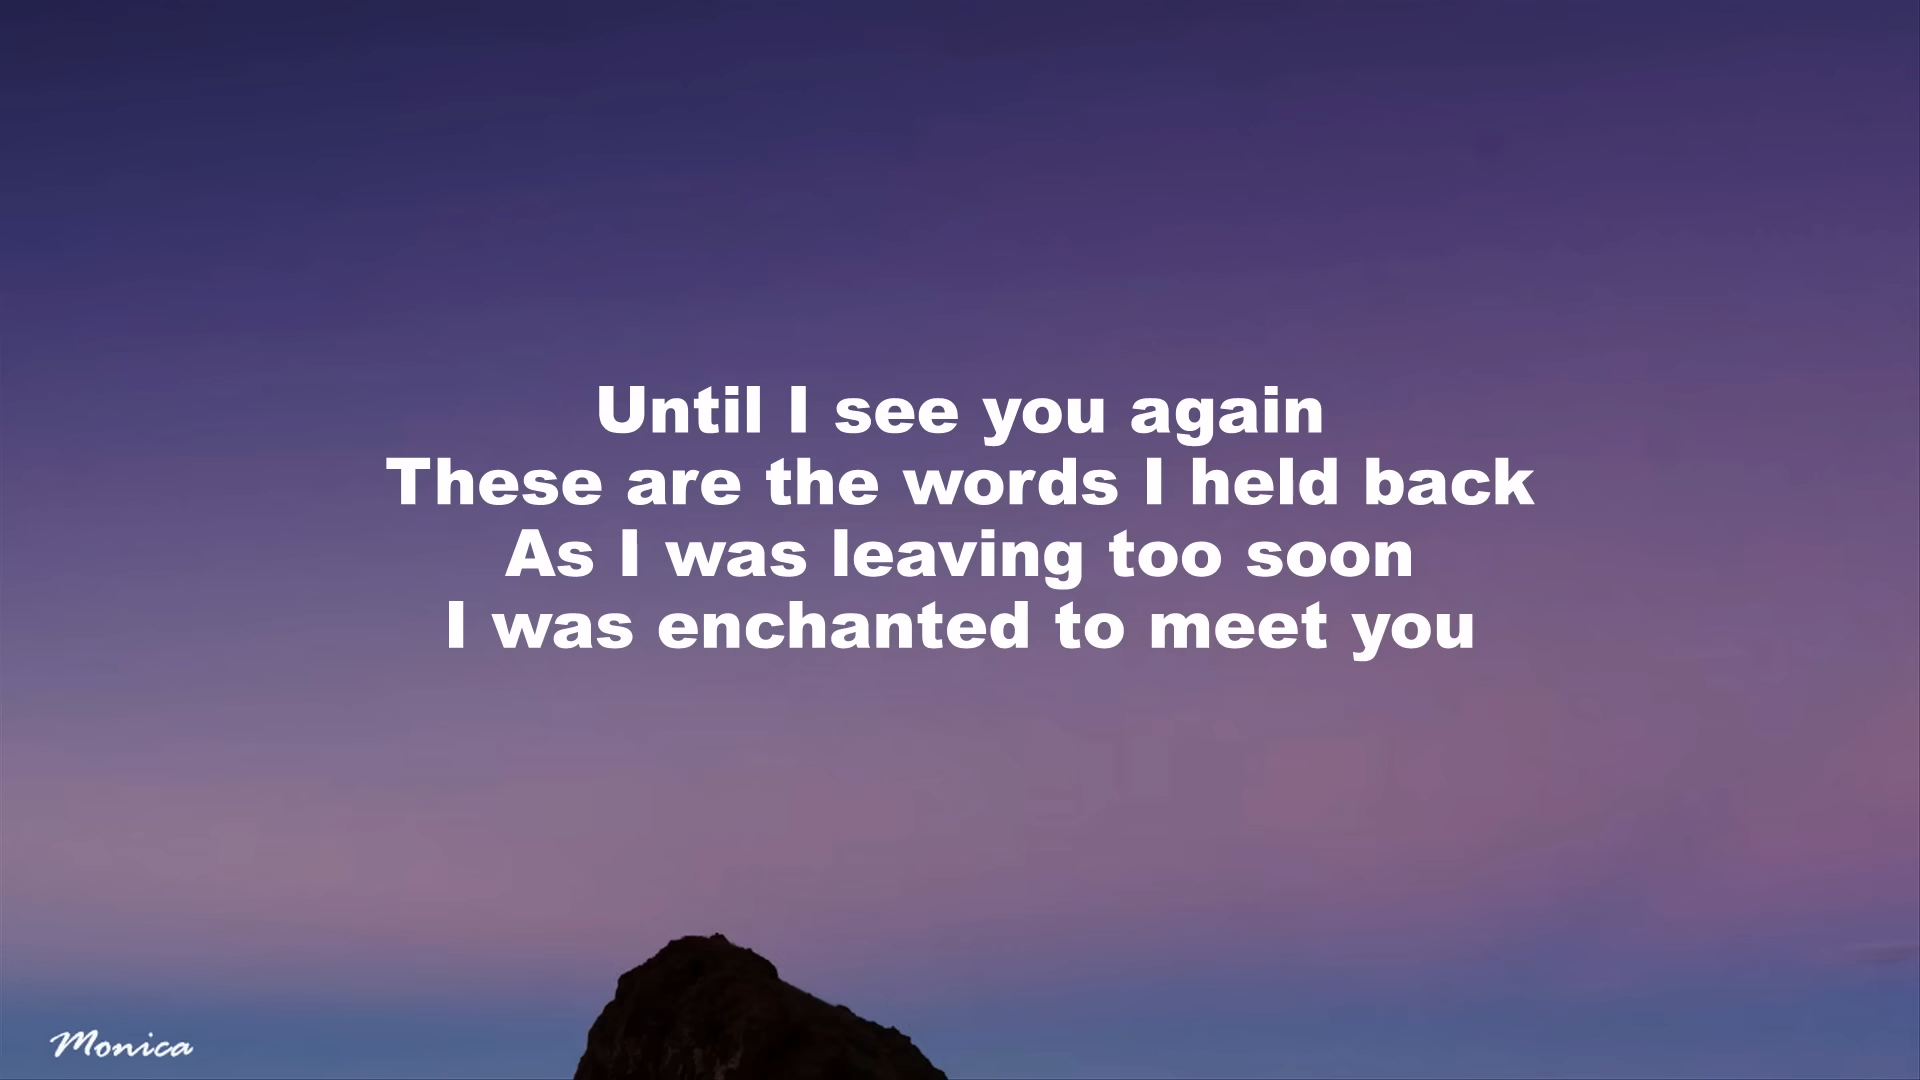 Until I see you again
These are the words I held back
As I was leaving too soon
I was enchanted to meet you
Monica